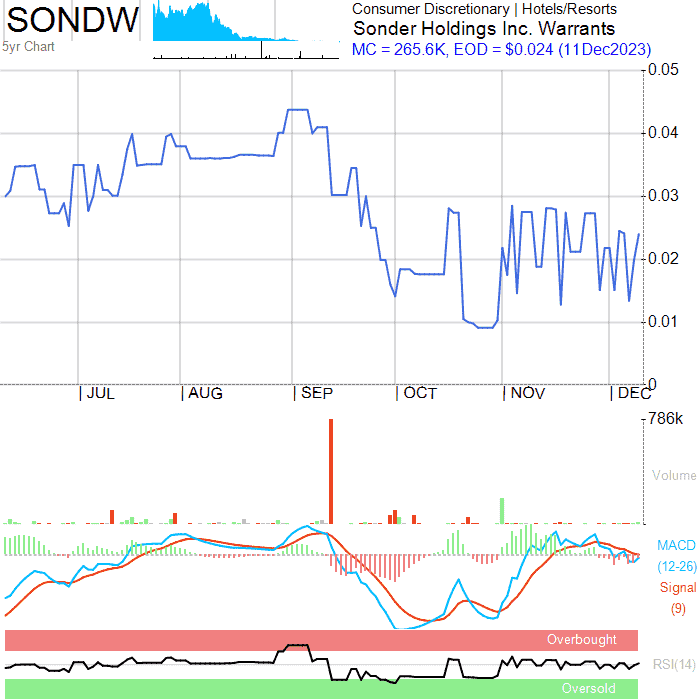 SONDW
5yr Chart
Consumer Discretionary | Hotels/Resorts
Sonder Holdings Inc. Warrants
MC = 265.6K, EOD = $0.024 (11Dec2023)
0.05
0.04
0.03
0.02
0.01
0
| JUL | AUG | SEP | OCT | NOV | DEC
786k
Volume
MACD
(12-26)
Signal
(9)
Overbought
RSI(14)
Oversold